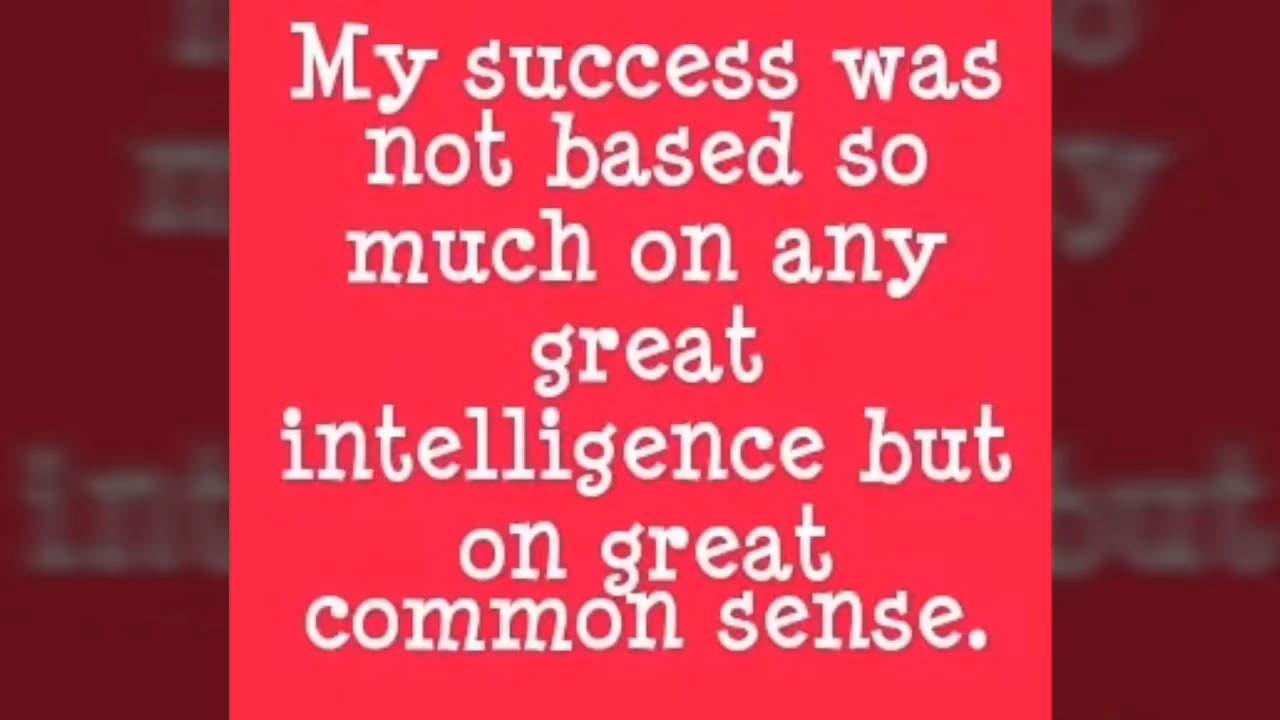 My success was
not based so
much on any
great
intelligence but
on great
common sense.